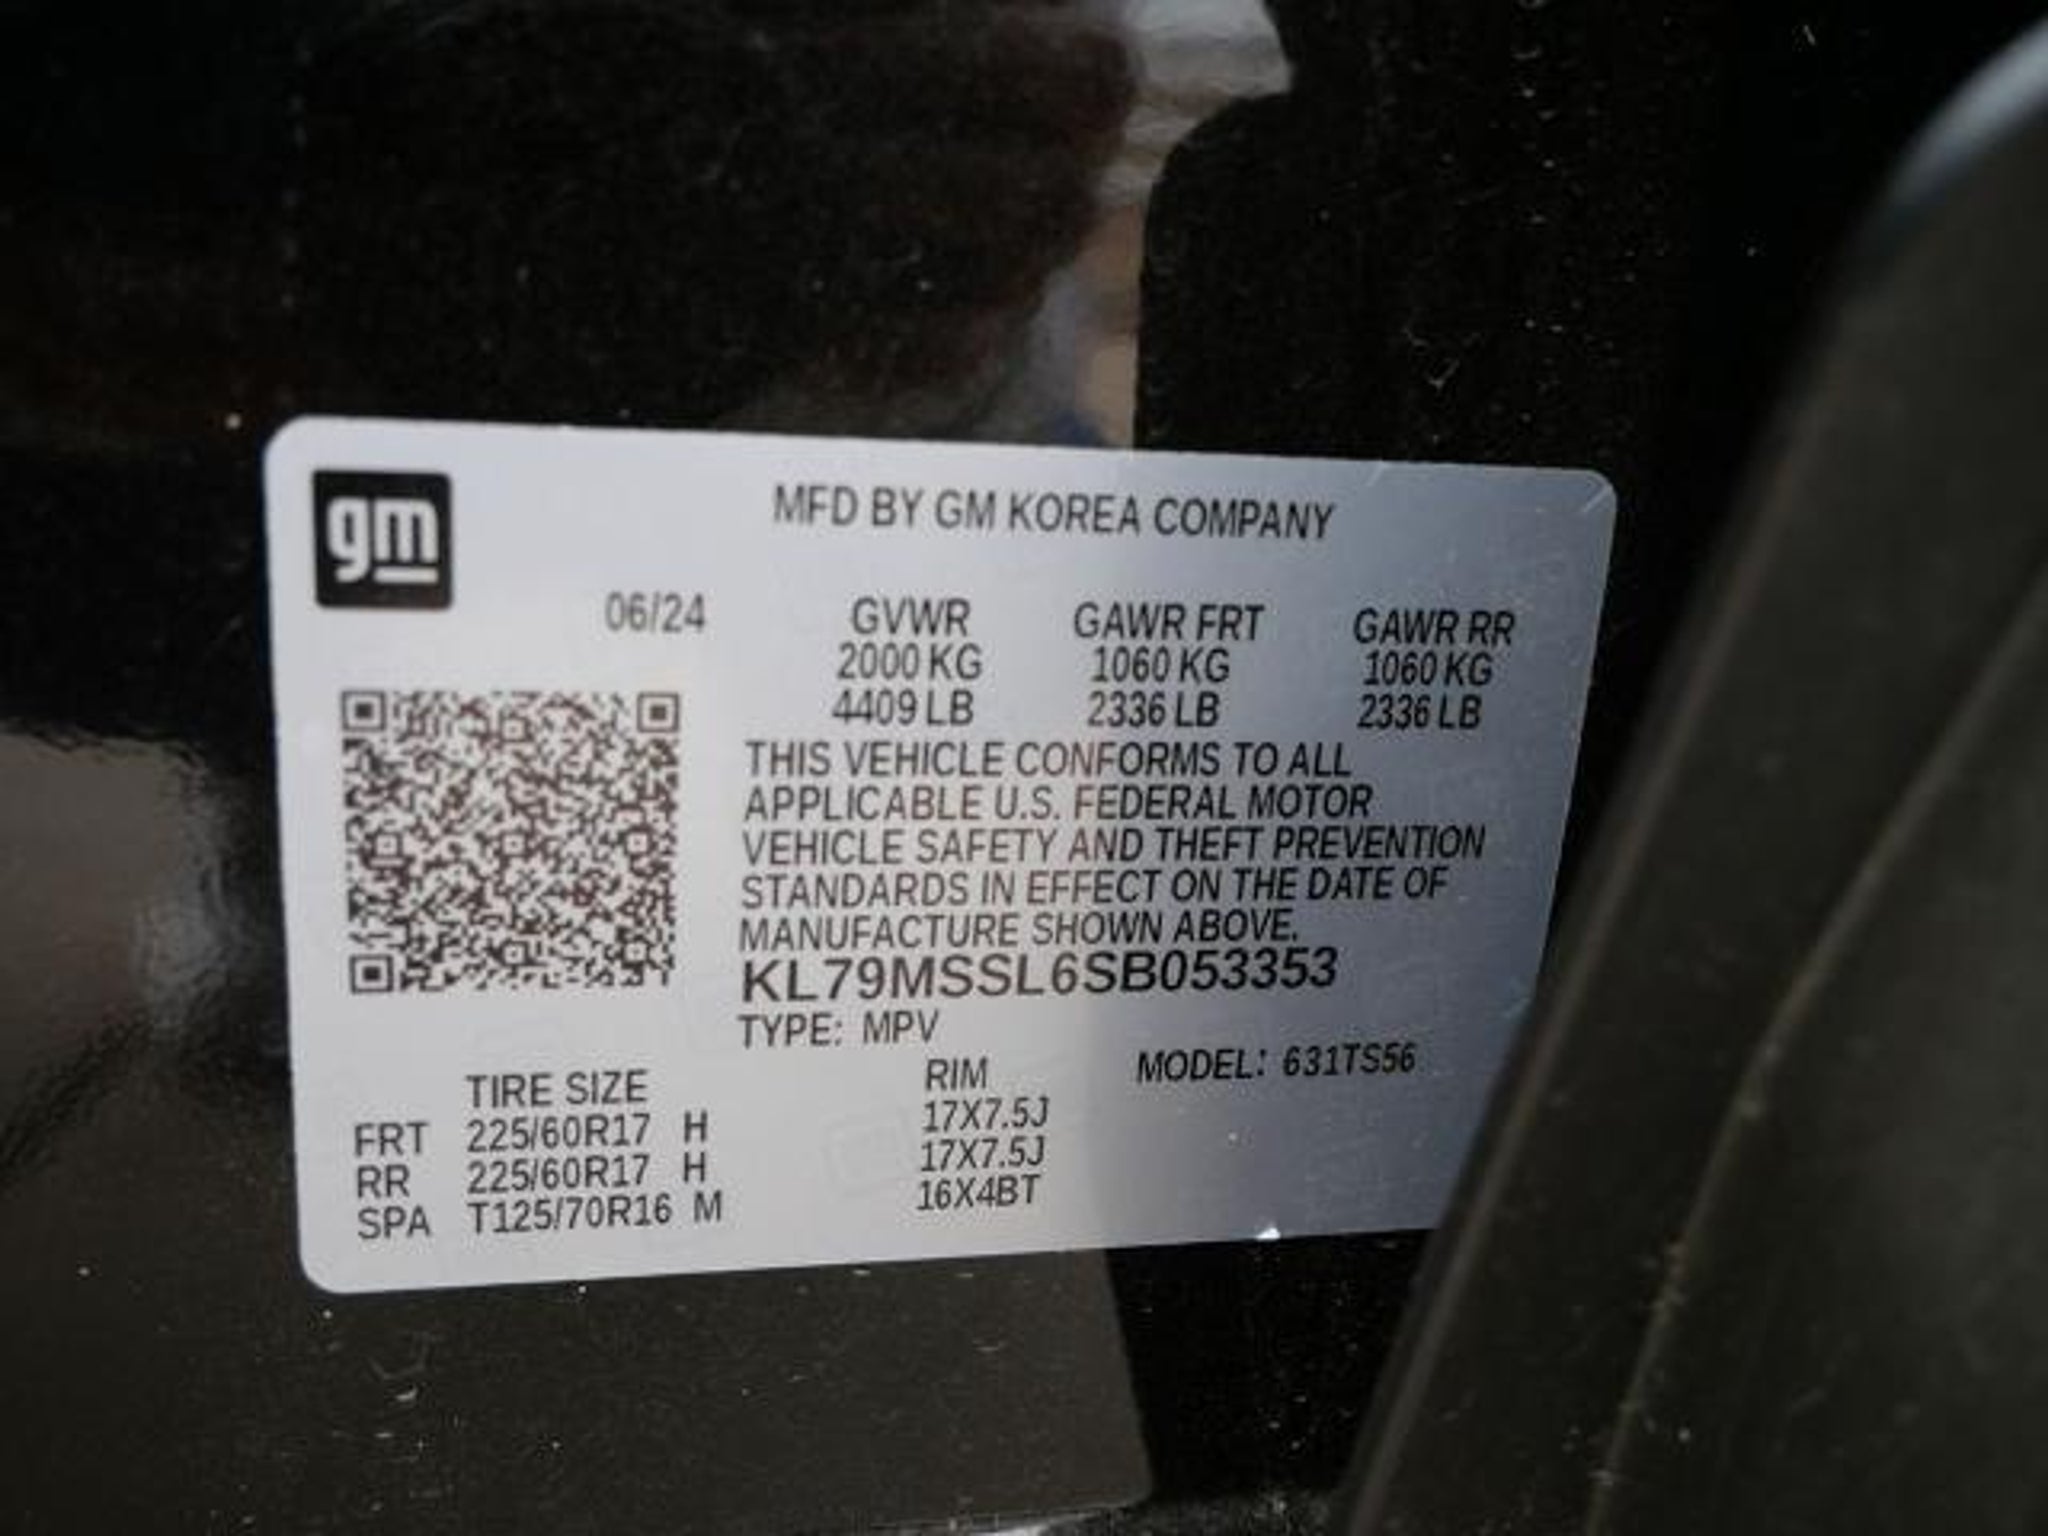 gm
MFD BY GM KOREA COMPANY
06/24 GVWR GAWR FRT GAWR RR
2000 KG 1060 KG 1060 KG
4409 LB 2336 LB 2336 LB
THIS VEHICLE CONFORMS TO ALL
APPLICABLE U.S. FEDERAL MOTOR
VEHICLE SAFETY AND THEFT PREVENTION
STANDARDS IN EFFECT ON THE DATE OF
MANUFACTURE SHOWN ABOVE.
KL79MSSL6SB053353
TYPE: MPV
TIRE SIZE RIM MODEL: 631TS56
FRT 225/60R17 H 17X7.5J
RR 225/60R17 H 17X7.5J
SPA T125/70R16 M 16X4BT